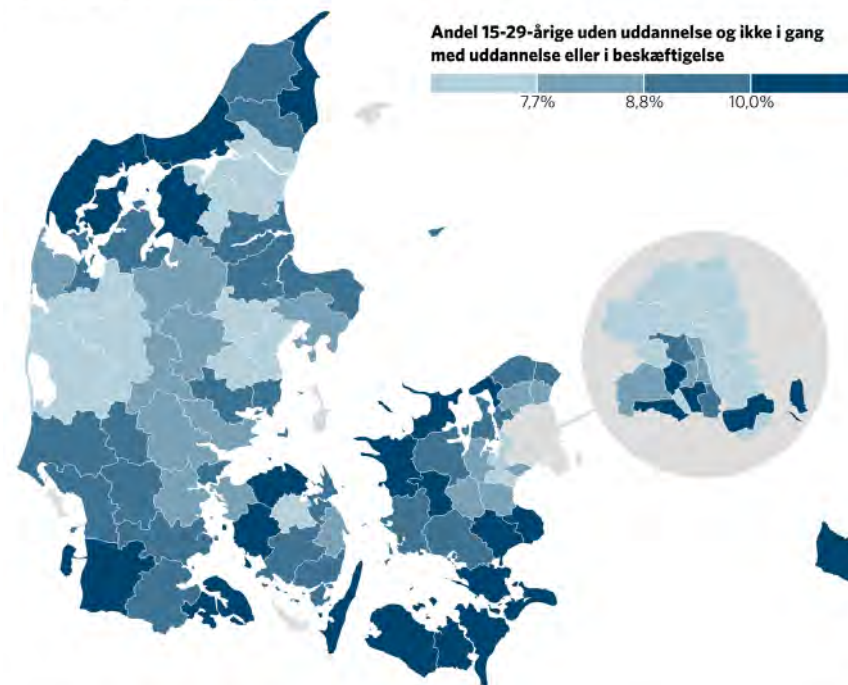 Andel 15-29-årige uden uddannelse og ikke i gang
med uddannelse eller i beskæftigelse
7,7% 8,8% 10,0%